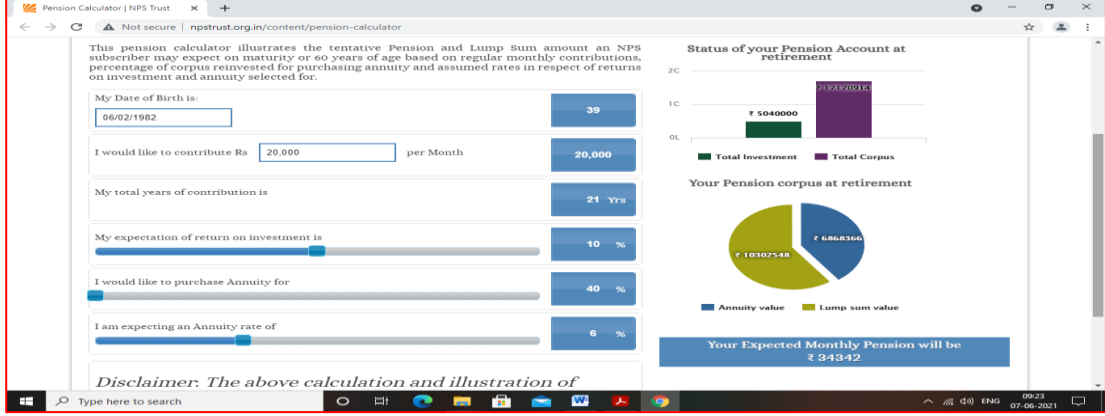 Pension Calculator | NPS Trust
Not secure | npstrust.org.in/content/pension-calculator
This pension calculator illustrates the tentative Pension and Lump Sum amount an NPS
subscriber may expect on maturity or 60 years of age based on regular monthly contributions,
percentage of corpus reinvested for purchasing annuity and assumed rates in respect of returns
on investment and annuity selected for.
My Date of Birth is:
06/02/1982
39
I would like to contribute Rs 20,000 per Month
20,000
My total years of contribution is
21 Yrs
My expectation of return on investment is
10 %
I would like to purchase Annuity for
40 %
I am expecting an Annuity rate of
6 %
Disclaimer: The above calculation and illustration of
Status of your Pension Account at
retirement
2C
1C
0L
₹ 5040000
₹ 17170914
Total Investment Total Corpus
Your Pension corpus at retirement
₹ 6868366
₹ 10302548
Annuity value Lump sum value
Your Expected Monthly Pension will be
₹ 34342
Type here to search
ENG
09:23
07-06-2021